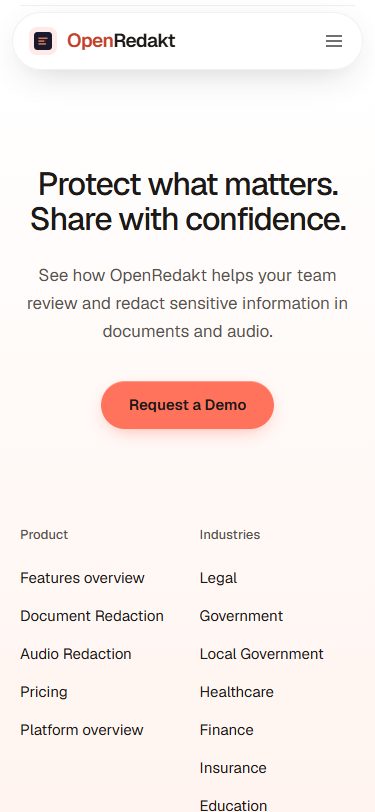 OpenRedakt
Protect what matters.
Share with confidence.
See how OpenRedakt helps your team
review and redact sensitive information in
documents and audio.
Request a Demo
Product
Features overview
Document Redaction
Audio Redaction
Pricing
Platform overview
Industries
Legal
Government
Local Government
Healthcare
Finance
Insurance
Education